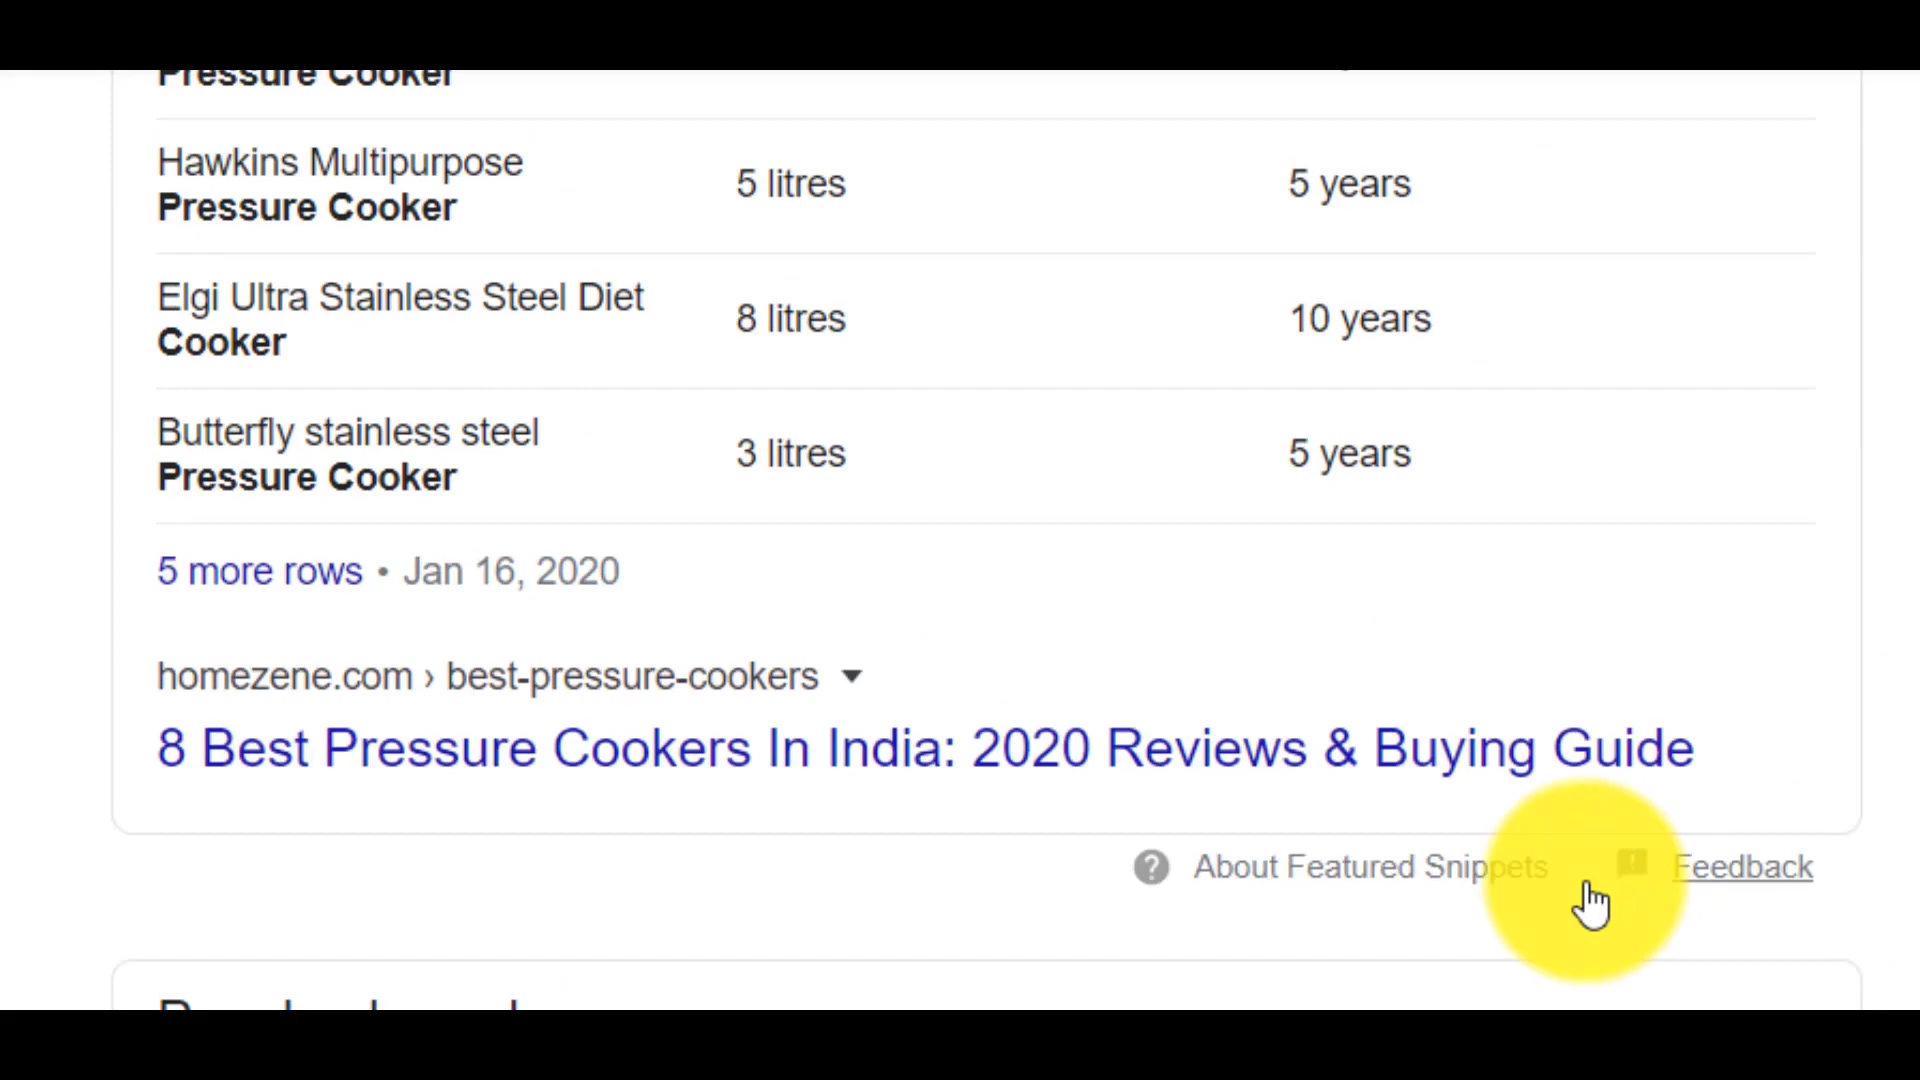 Pressure Cooker
Hawkins Multipurpose
Pressure Cooker
5 litres
5 years
Elgi Ultra Stainless Steel Diet
Cooker
8 litres
10 years
Butterfly stainless steel
Pressure Cooker
3 litres
5 years
5 more rows • Jan 16, 2020
homezene.com › best-pressure-cookers
8 Best Pressure Cookers In India: 2020 Reviews & Buying Guide
About Featured Snippets
Feedback